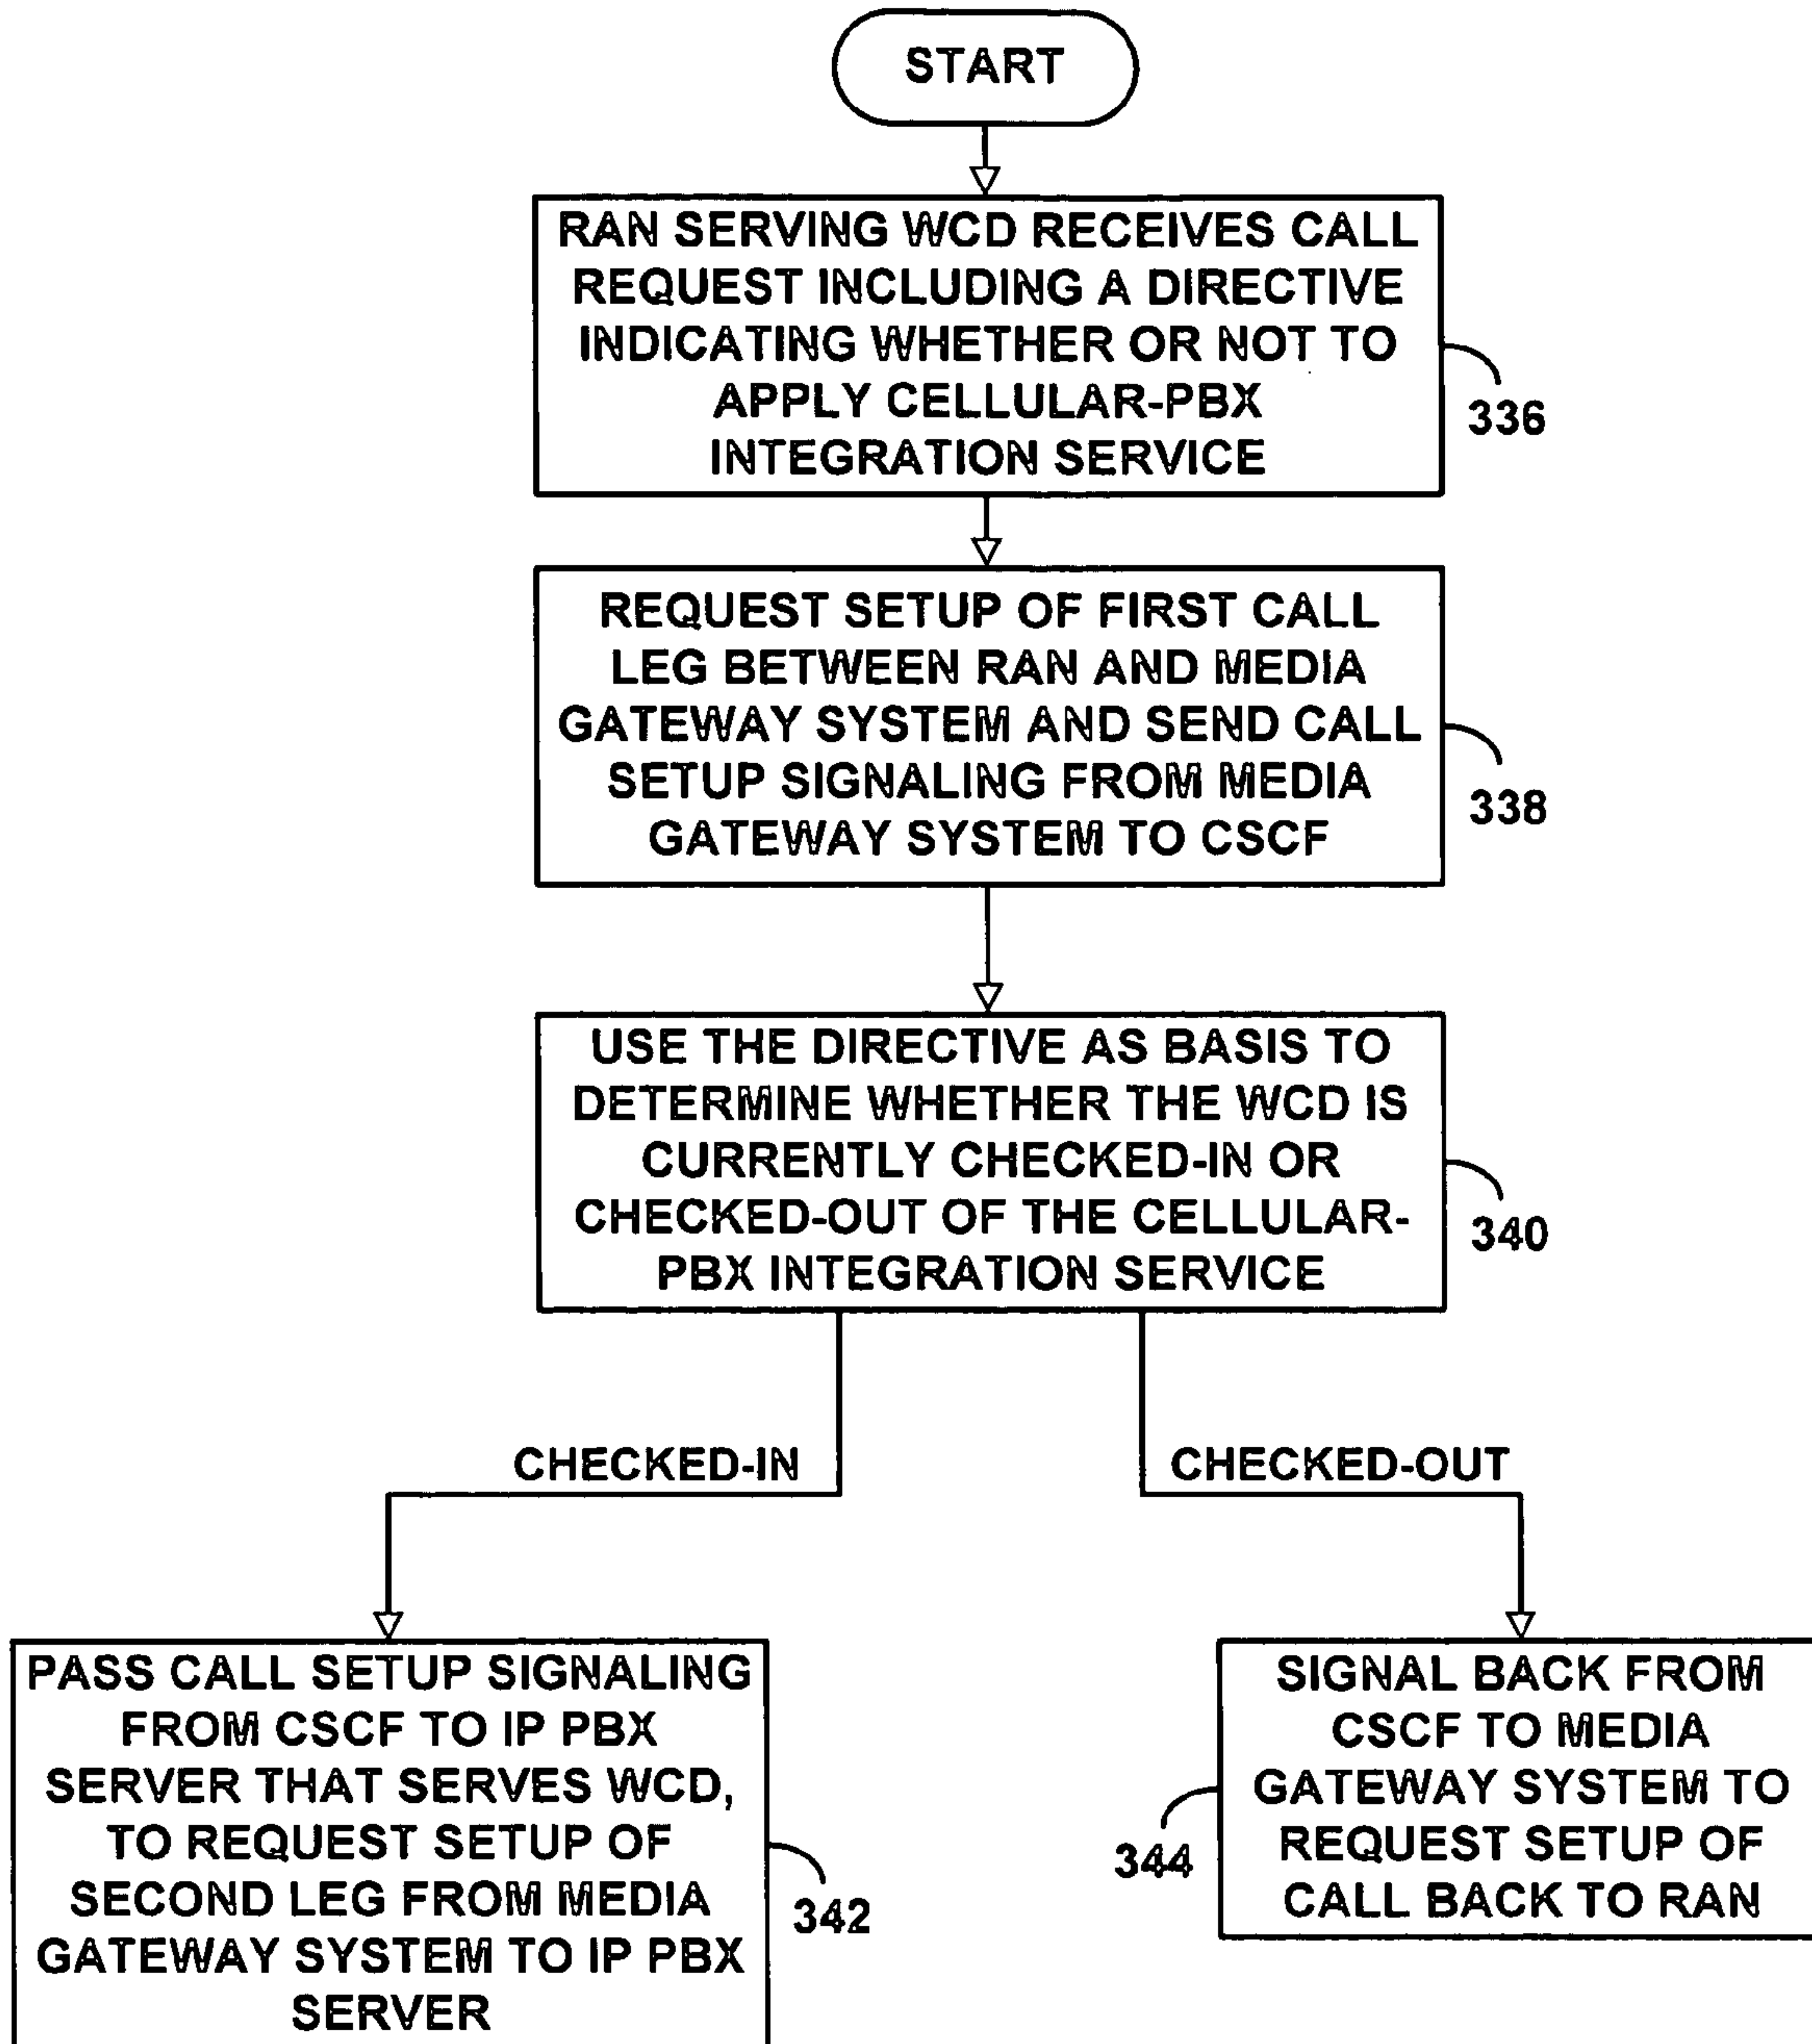 START
RAN SERVING WCD RECEIVES CALL
REQUEST INCLUDING A DIRECTIVE
INDICATING WHETHER OR NOT TO
APPLY CELLULAR-PBX
INTEGRATION SERVICE
336
REQUEST SETUP OF FIRST CALL
LEG BETWEEN RAN AND MEDIA
GATEWAY SYSTEM AND SEND CALL
SETUP SIGNALING FROM MEDIA
GATEWAY SYSTEM TO CSCF
338
USE THE DIRECTIVE AS BASIS TO
DETERMINE WHETHER THE WCD IS
CURRENTLY CHECKED-IN OR
CHECKED-OUT OF THE CELLULAR-
PBX INTEGRATION SERVICE
340
CHECKED-IN
CHECKED-OUT
PASS CALL SETUP SIGNALING
FROM CSCF TO IP PBX
SERVER THAT SERVES WCD,
TO REQUEST SETUP OF
SECOND LEG FROM MEDIA
GATEWAY SYSTEM TO IP PBX
SERVER
342
SIGNAL BACK FROM
CSCF TO MEDIA
GATEWAY SYSTEM TO
REQUEST SETUP OF
CALL BACK TO RAN
344